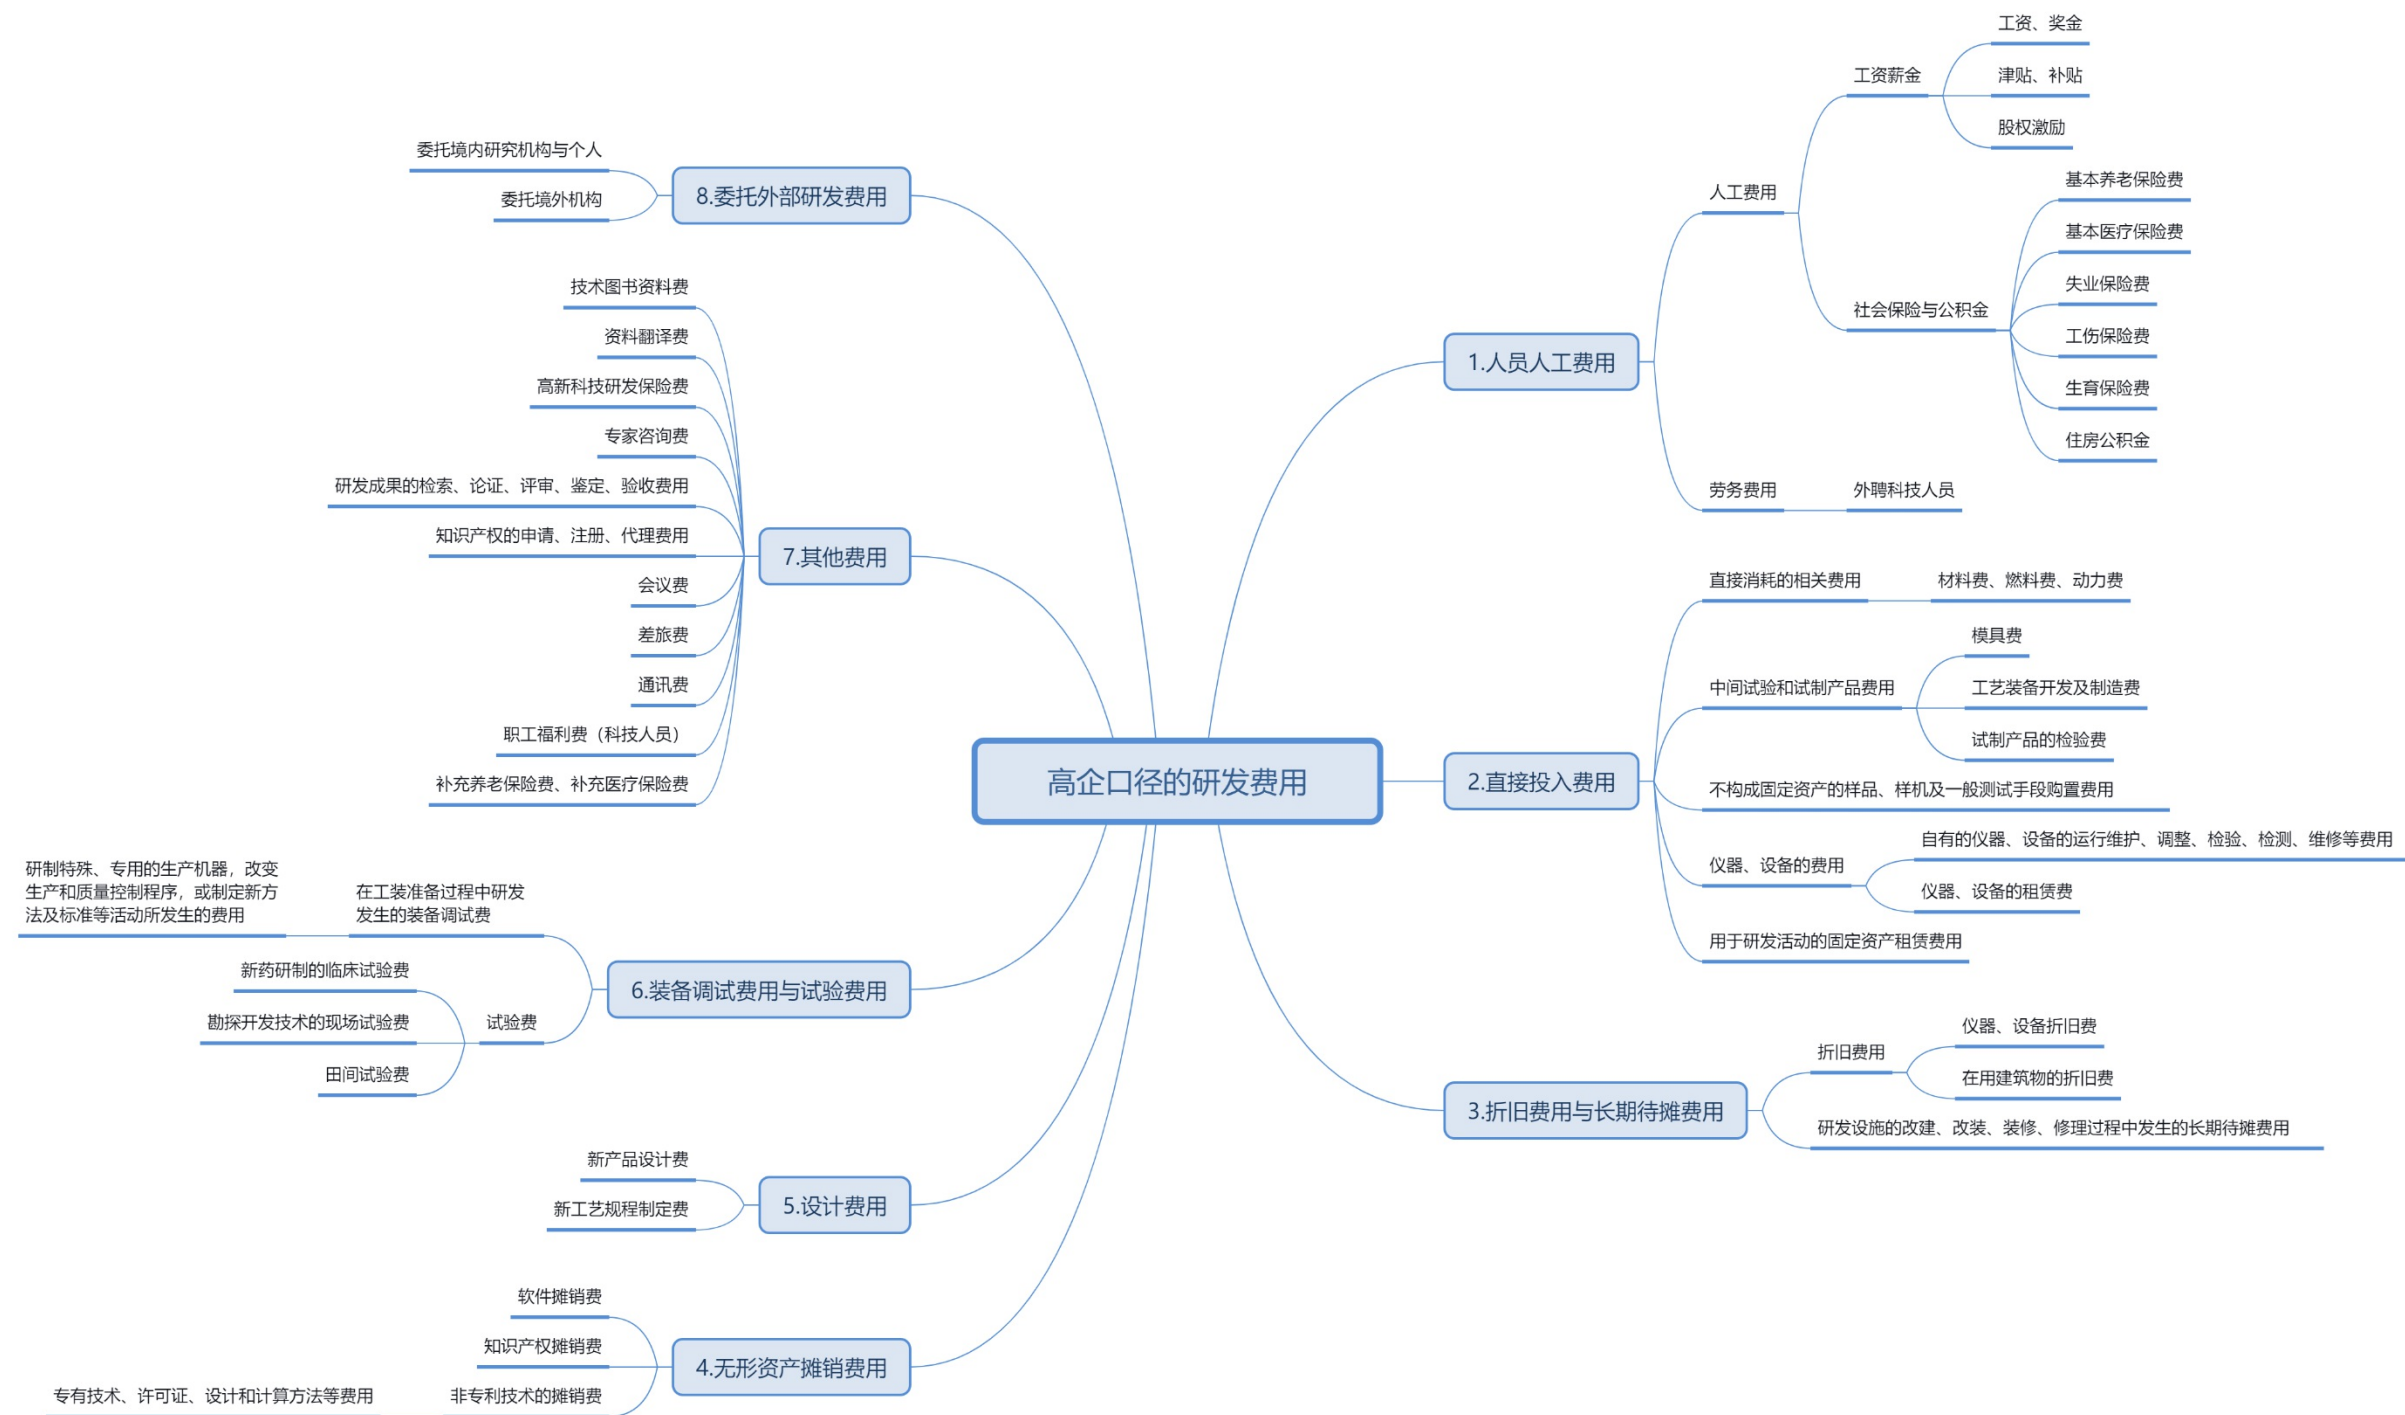 高企口径的研发费用
1.人员人工费用
人工费用
工资薪金
工资、奖金
津贴、补贴
股权激励
社会保险与公积金
基本养老保险费
基本医疗保险费
失业保险费
工伤保险费
生育保险费
住房公积金
劳务费用
外聘科技人员
2.直接投入费用
直接消耗的相关费用
材料费、燃料费、动力费
中间试验和试制产品费用
模具费
工艺装备开发及制造费
试制产品的检验费
不构成固定资产的样品、样机及一般测试手段购置费用
仪器、设备的费用
自有的仪器、设备的运行维护、调整、检验、检测、维修等费用
仪器、设备的租赁费
用于研发活动的固定资产租赁费用
3.折旧费用与长期待摊费用
折旧费用
仪器、设备折旧费
在用建筑物的折旧费
研发设施的改建、改装、装修、修理过程中发生的长期待摊费用
4.无形资产摊销费用
软件摊销费
知识产权摊销费
非专利技术的摊销费
专有技术、许可证、设计和计算方法等费用
5.设计费用
新产品设计费
新工艺规程制定费
6.装备调试费用与试验费用
在工装准备过程中研发
发生的装备调试费
研制特殊、专用的生产机器，改变
生产和质量控制程序，或制定新方
法及标准等活动所发生的费用
试验费
新药研制的临床试验费
勘探开发技术的现场试验费
田间试验费
7.其他费用
技术图书资料费
资料翻译费
高新科技研发保险费
专家咨询费
研发成果的检索、论证、评审、鉴定、验收费用
知识产权的申请、注册、代理费用
会议费
差旅费
通讯费
职工福利费（科技人员）
补充养老保险费、补充医疗保险费
8.委托外部研发费用
委托境内研究机构与个人
委托境外机构